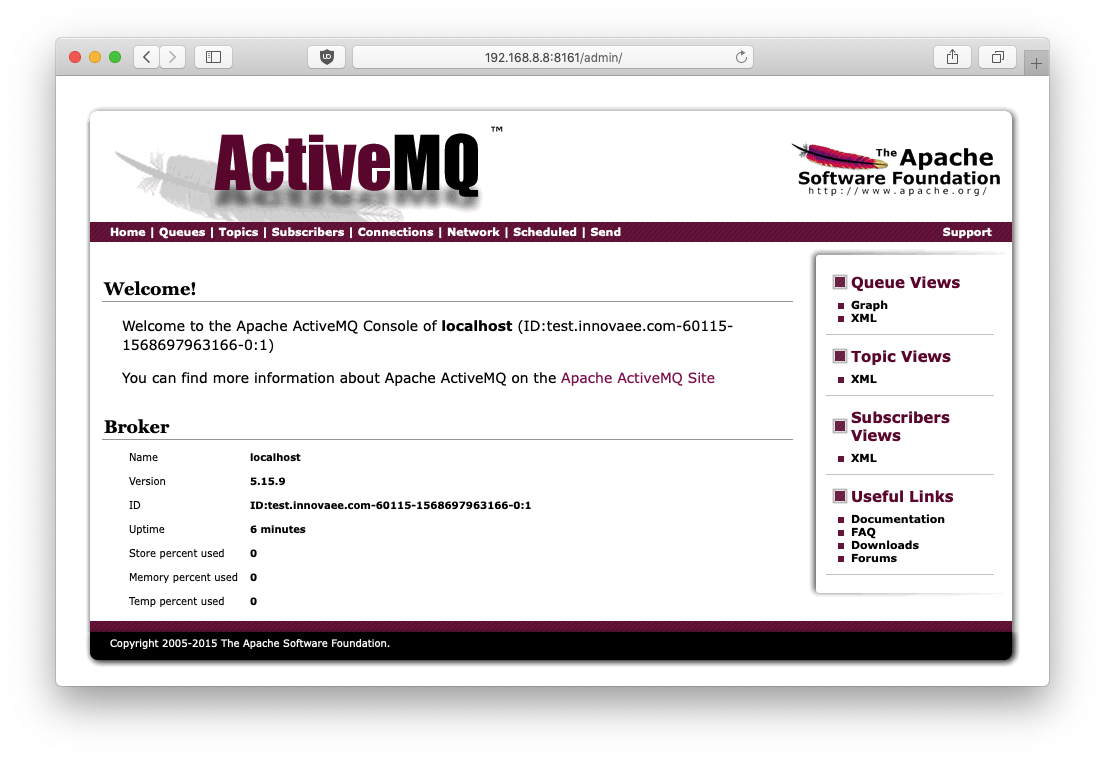 192.168.8.8:8161/admin/
ActiveMQ™
The Apache
Software Foundation
http://www.apache.org/
Home | Queues | Topics | Subscribers | Connections | Network | Scheduled | Send
Support
Welcome!
Welcome to the Apache ActiveMQ Console of localhost (ID:test.innovaee.com-60115-
1568697963166-0:1)
You can find more information about Apache ActiveMQ on the Apache ActiveMQ Site
Broker
Name localhost
Version 5.15.9
ID ID:test.innovaee.com-60115-1568697963166-0:1
Uptime 6 minutes
Store percent used 0
Memory percent used 0
Temp percent used 0
Queue Views
Graph
XML
Topic Views
XML
Subscribers
Views
XML
Useful Links
Documentation
FAQ
Downloads
Forums
Copyright 2005-2015 The Apache Software Foundation.